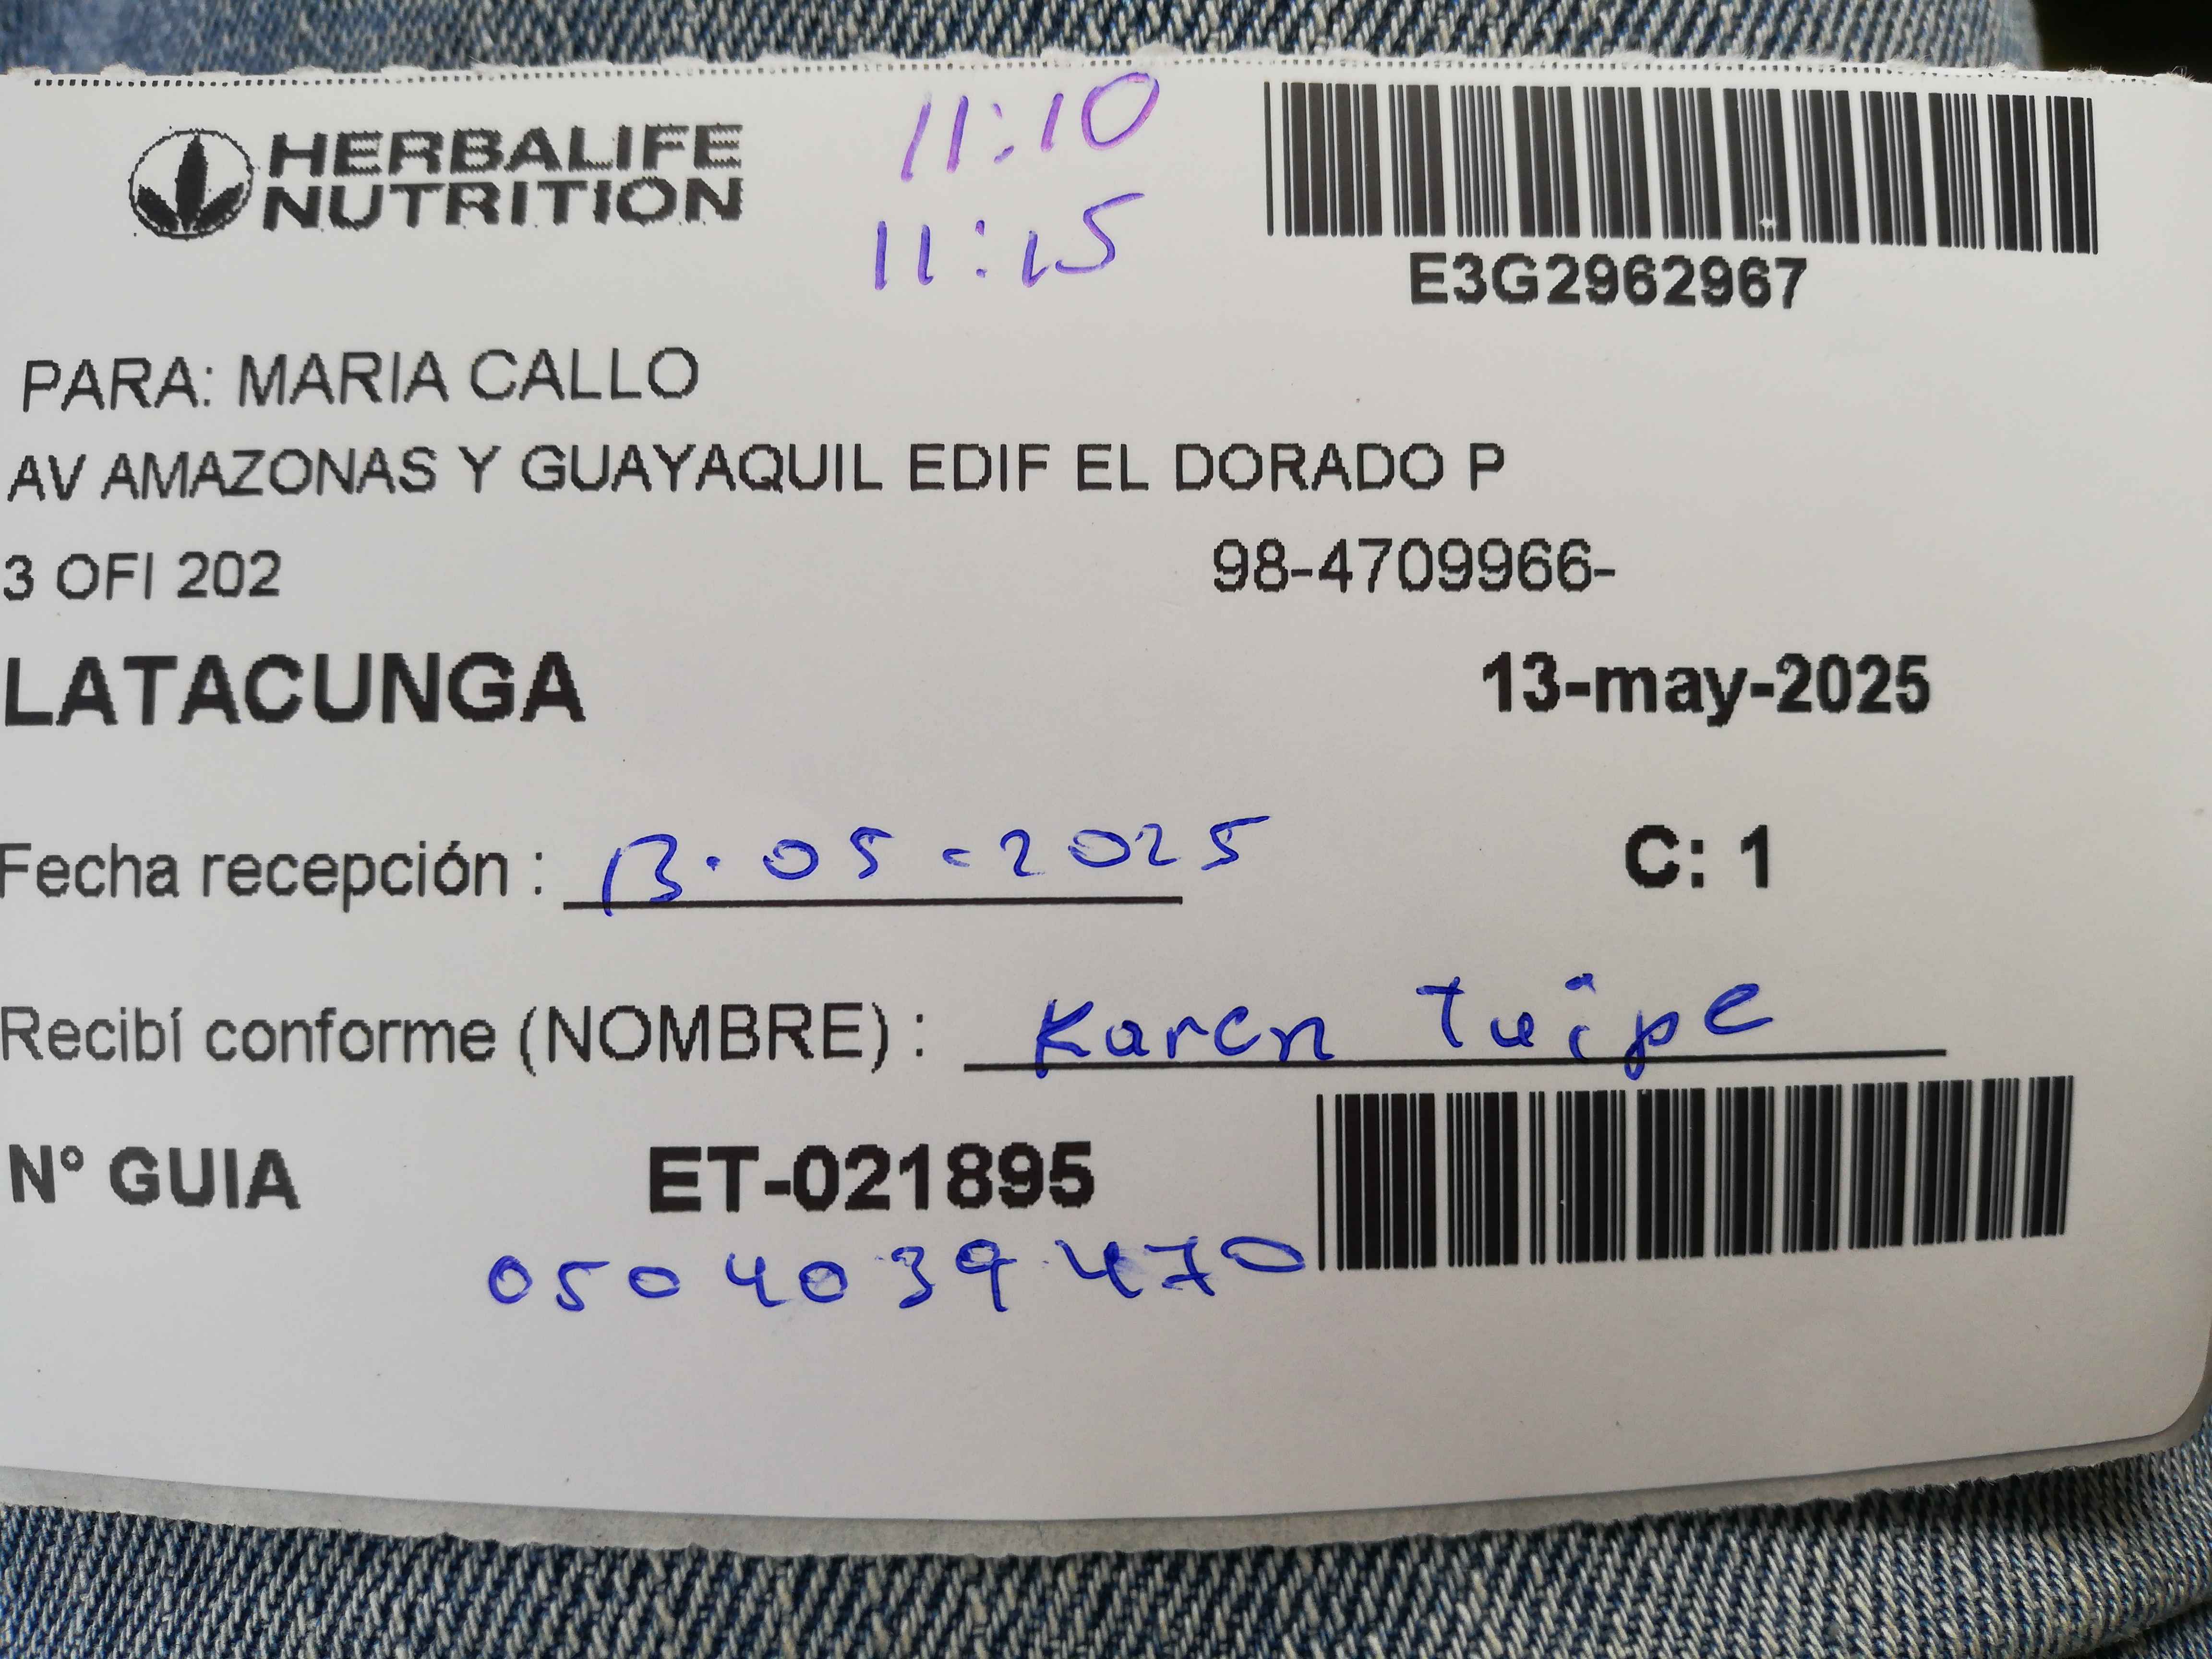 HERBALIFE
NUTRITION
11:10
11:15
E3G2962967
PARA: MARIA CALLO
AV AMAZONAS Y GUAYAQUIL EDIF EL DORADO P
3 OFI 202 98-4709966-
LATACUNGA 13-may-2025
Fecha recepción : 13-05-2025 C: 1
Recibí conforme (NOMBRE) : Karen Tuipe
N° GUIA ET-021895
0504039470